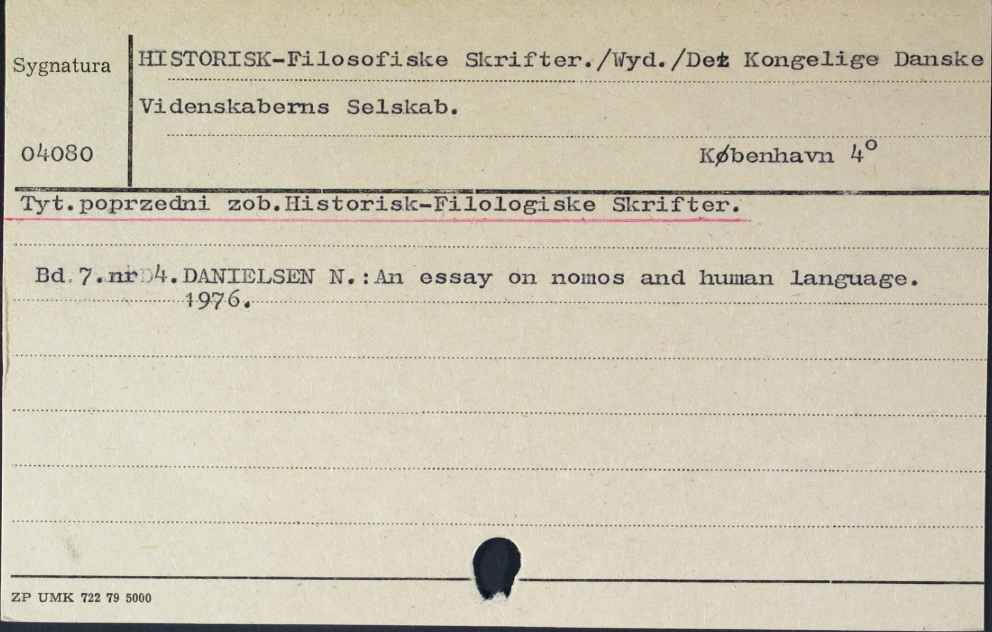 Sygnatura
HISTORISK-Filosofiske Skrifter./Wyd./Det Kongelige Danske
Videnskaberns Selskab.
04080
København 4°
Tyt.poprzedni zob.Historisk-Filologiske Skrifter.
Bd.7.nr 4.DANIELSEN N.:An essay on nomos and human language.
1976.
ZP UMK 722 79 5000